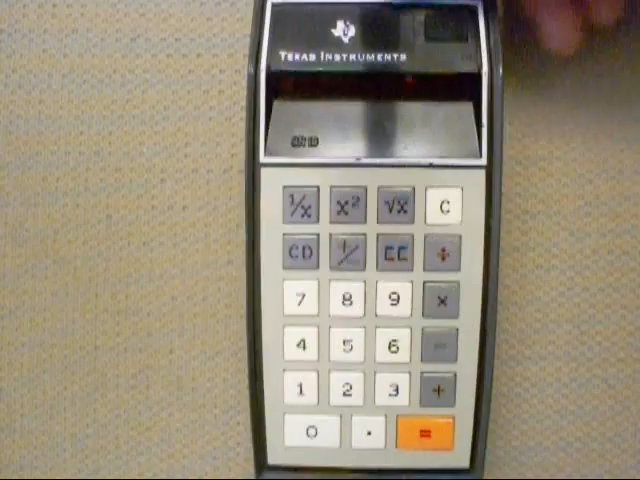 TEXAS INSTRUMENTS
1/x x² √x C
CD +/− CE ÷
7 8 9 ×
4 5 6 −
1 2 3 +
0 . =